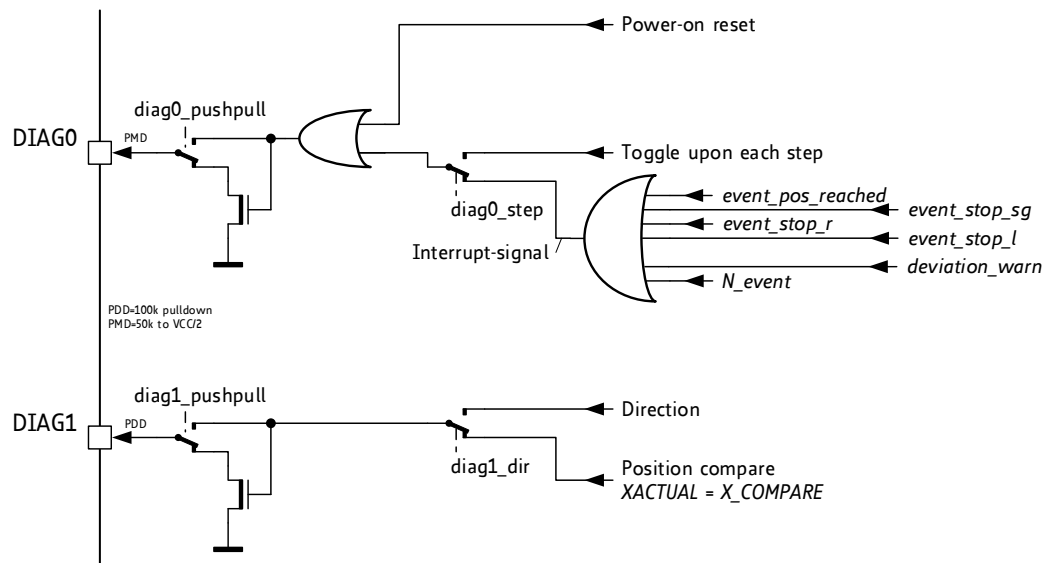 Power-on reset
diag0_pushpull
DIAG0
PMD
Toggle upon each step
diag0_step
event_pos_reached
event_stop_sg
event_stop_r
event_stop_l
Interrupt-signal
deviation_warn
N_event
PDD=100k pulldown
PMD=50k to VCC/2
diag1_pushpull
DIAG1
PDD
Direction
diag1_dir
Position compare
XACTUAL = X_COMPARE